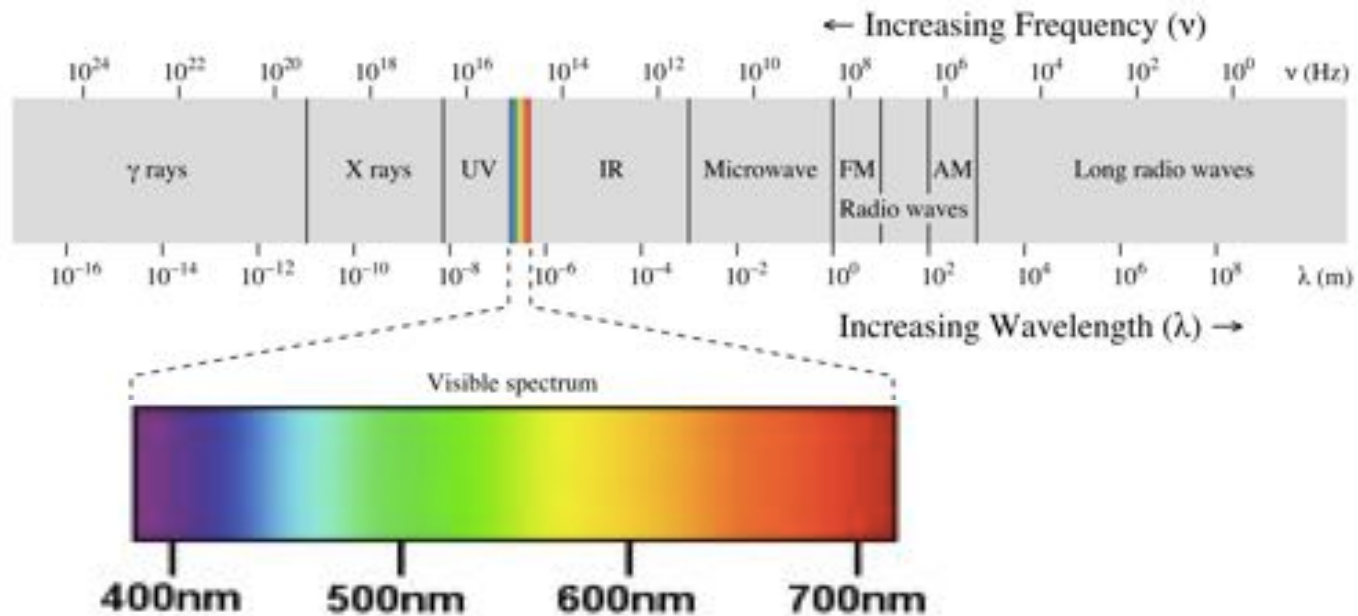 ← Increasing Frequency (ν)
10²⁴ 10²² 10²⁰ 10¹⁸ 10¹⁶ 10¹⁴ 10¹² 10¹⁰ 10⁸ 10⁶ 10⁴ 10² 10⁰ ν (Hz)
γ rays X rays UV IR Microwave FM AM Long radio waves
Radio waves
10⁻¹⁶ 10⁻¹⁴ 10⁻¹² 10⁻¹⁰ 10⁻⁸ 10⁻⁶ 10⁻⁴ 10⁻² 10⁰ 10² 10⁴ 10⁶ 10⁸ λ (m)
Increasing Wavelength (λ) →
Visible spectrum
400nm 500nm 600nm 700nm